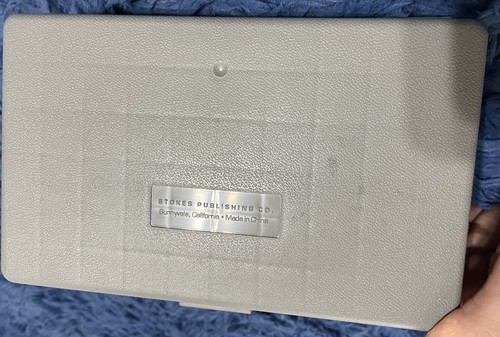 STOKES PUBLISHING CO.
Sunnyvale, California • Made in China